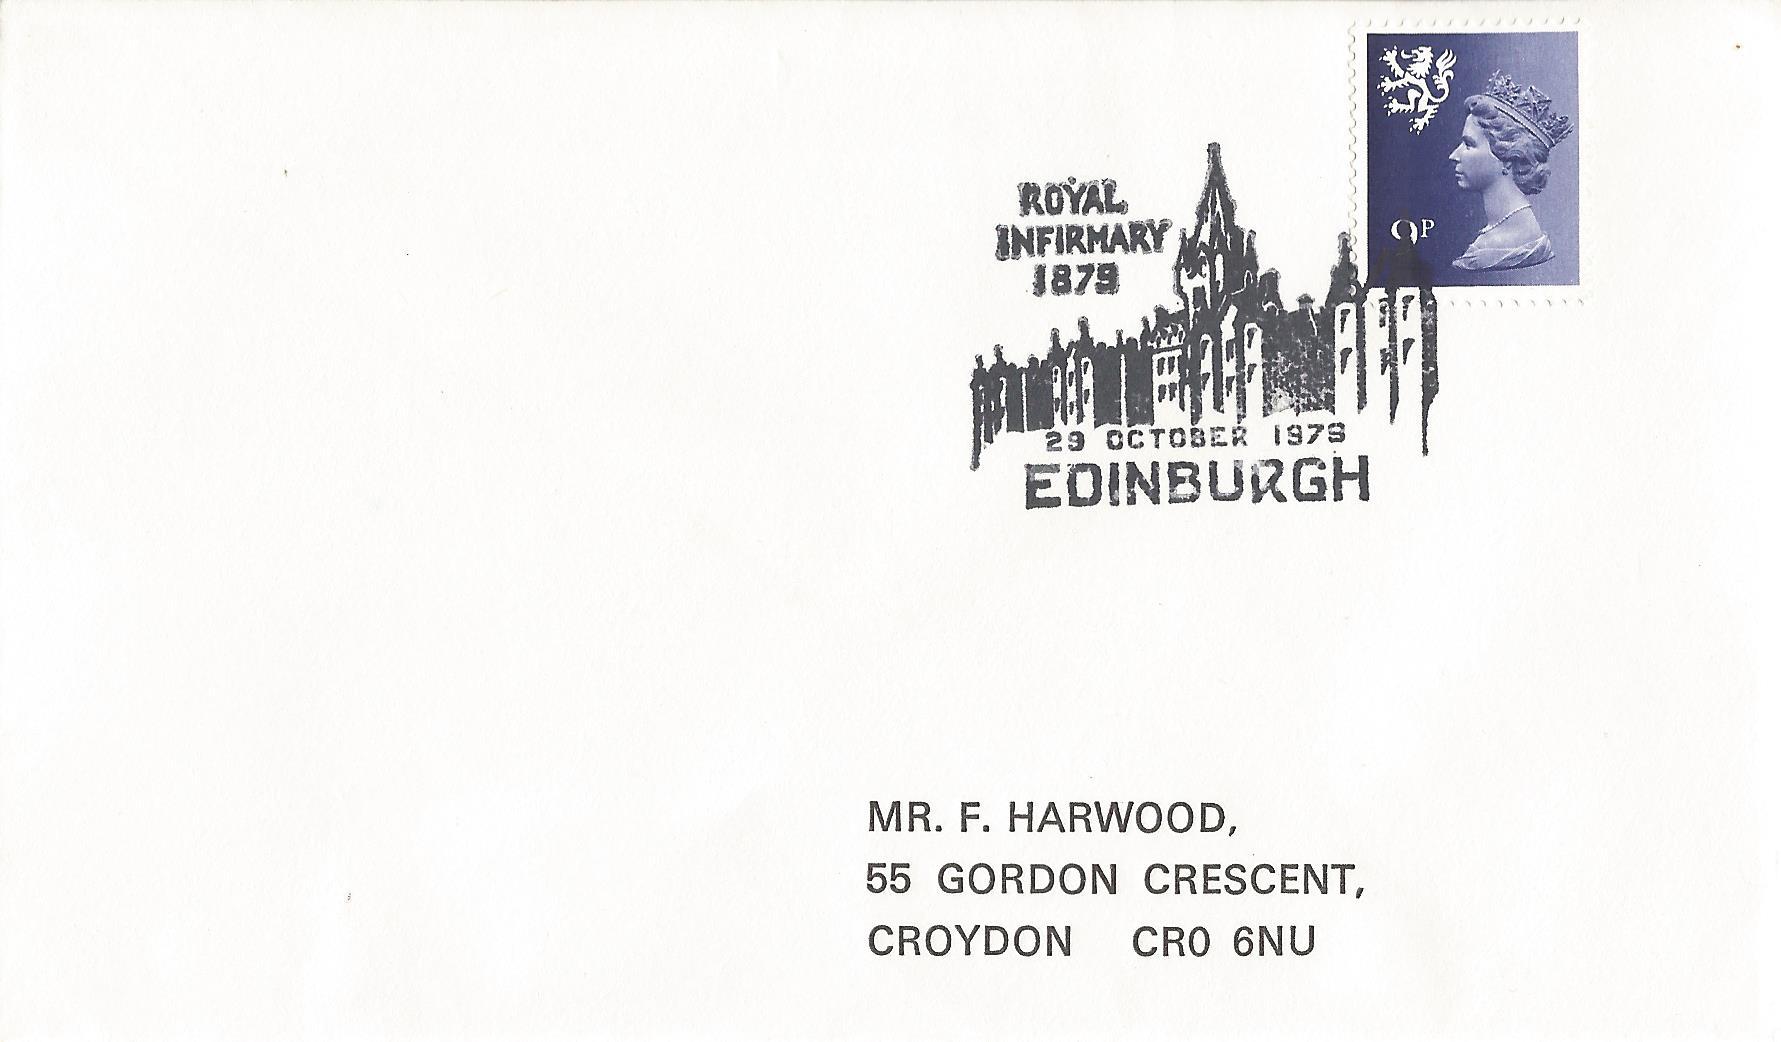 9P
ROYAL
INFIRMARY
1879
29 OCTOBER 1979
EDINBURGH
MR. F. HARWOOD,
55 GORDON CRESCENT,
CROYDON CR0 6NU